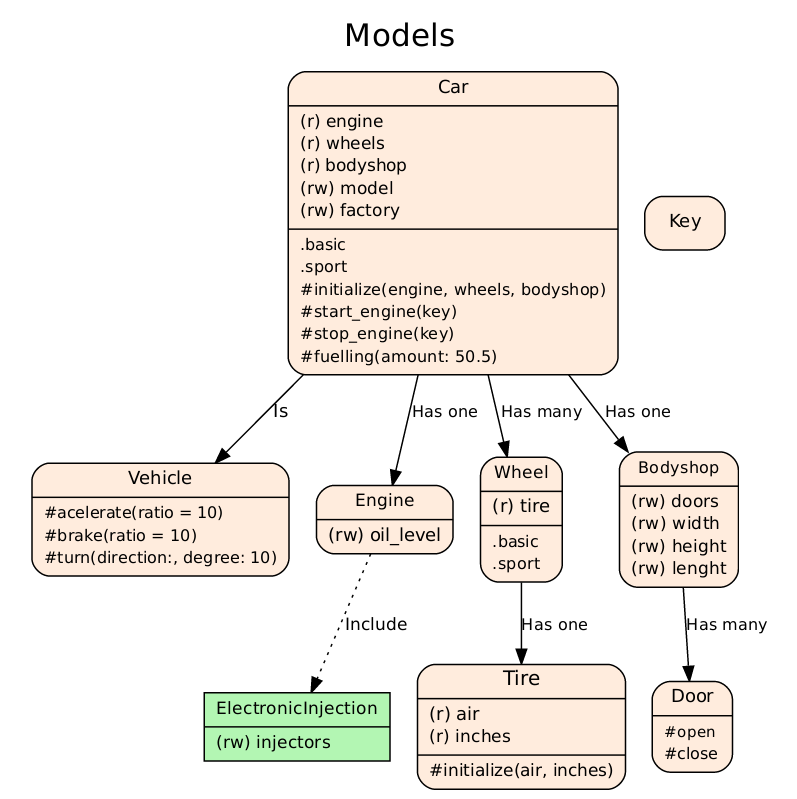 Models
Car
(r) engine
(r) wheels
(r) bodyshop
(rw) model
(rw) factory
.basic
.sport
#initialize(engine, wheels, bodyshop)
#start_engine(key)
#stop_engine(key)
#fuelling(amount: 50.5)
Key
Is
Has one
Has many
Has one
Vehicle
#acelerate(ratio = 10)
#brake(ratio = 10)
#turn(direction:, degree: 10)
Engine
(rw) oil_level
Wheel
(r) tire
.basic
.sport
Bodyshop
(rw) doors
(rw) width
(rw) height
(rw) lenght
Include
Has one
Has many
ElectronicInjection
(rw) injectors
Tire
(r) air
(r) inches
#initialize(air, inches)
Door
#open
#close